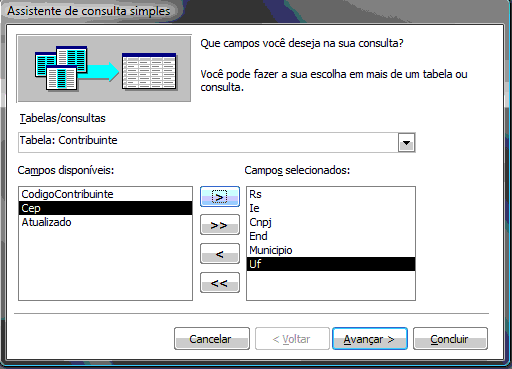 Assistente de consulta simples
Que campos você deseja na sua consulta?
Você pode fazer a sua escolha em mais de um tabela ou
consulta.
Tabelas/consultas
Tabela: Contribuinte
Campos disponíveis:
Campos selecionados:
CodigoContribuinte
Cep
Atualizado
>
>>
<
<<
Rs
Ie
Cnpj
End
Municipio
Uf
Cancelar
< Voltar
Avançar >
Concluir